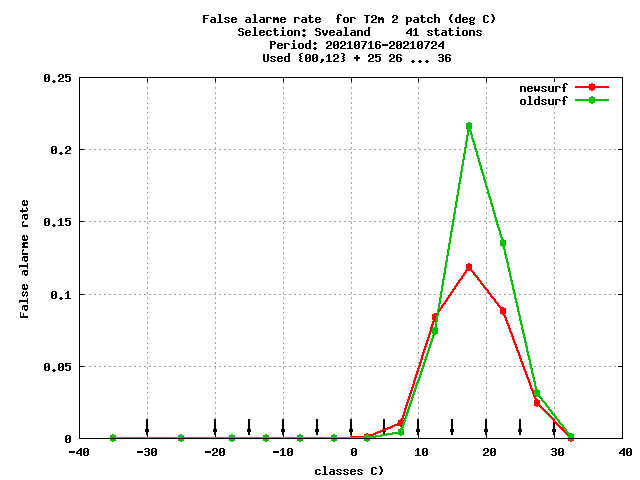 False alarme rate  for T2m 2 patch (deg C)
Selection: Svealand     41 stations
Period: 20210716-20210724
Used {00,12} + 25 26 ... 36
newsurf
oldsurf
False alarme rate
0.25
0.2
0.15
0.1
0.05
0
-40 -30 -20 -10 0 10 20 30 40
classes C)